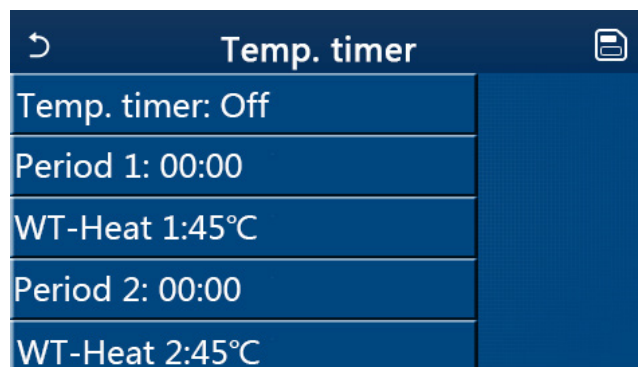 Temp. timer
Temp. timer: Off
Period 1: 00:00
WT-Heat 1:45℃
Period 2: 00:00
WT-Heat 2:45℃